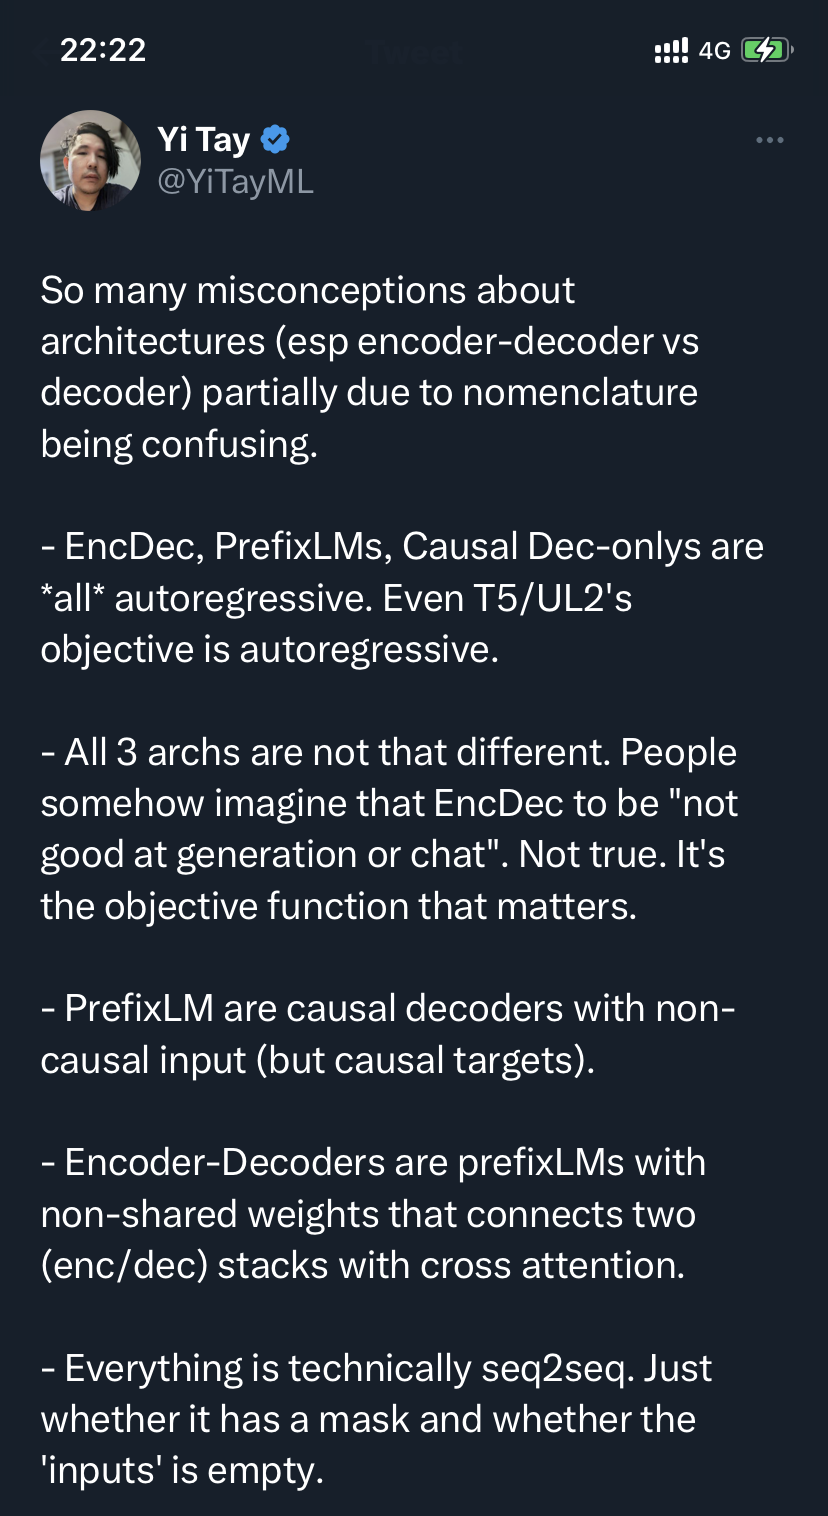 22:22
4G
Yi Tay
@YiTayML
So many misconceptions about
architectures (esp encoder-decoder vs
decoder) partially due to nomenclature
being confusing.
- EncDec, PrefixLMs, Causal Dec-onlys are
*all* autoregressive. Even T5/UL2's
objective is autoregressive.
- All 3 archs are not that different. People
somehow imagine that EncDec to be "not
good at generation or chat". Not true. It's
the objective function that matters.
- PrefixLM are causal decoders with non-
causal input (but causal targets).
- Encoder-Decoders are prefixLMs with
non-shared weights that connects two
(enc/dec) stacks with cross attention.
- Everything is technically seq2seq. Just
whether it has a mask and whether the
'inputs' is empty.